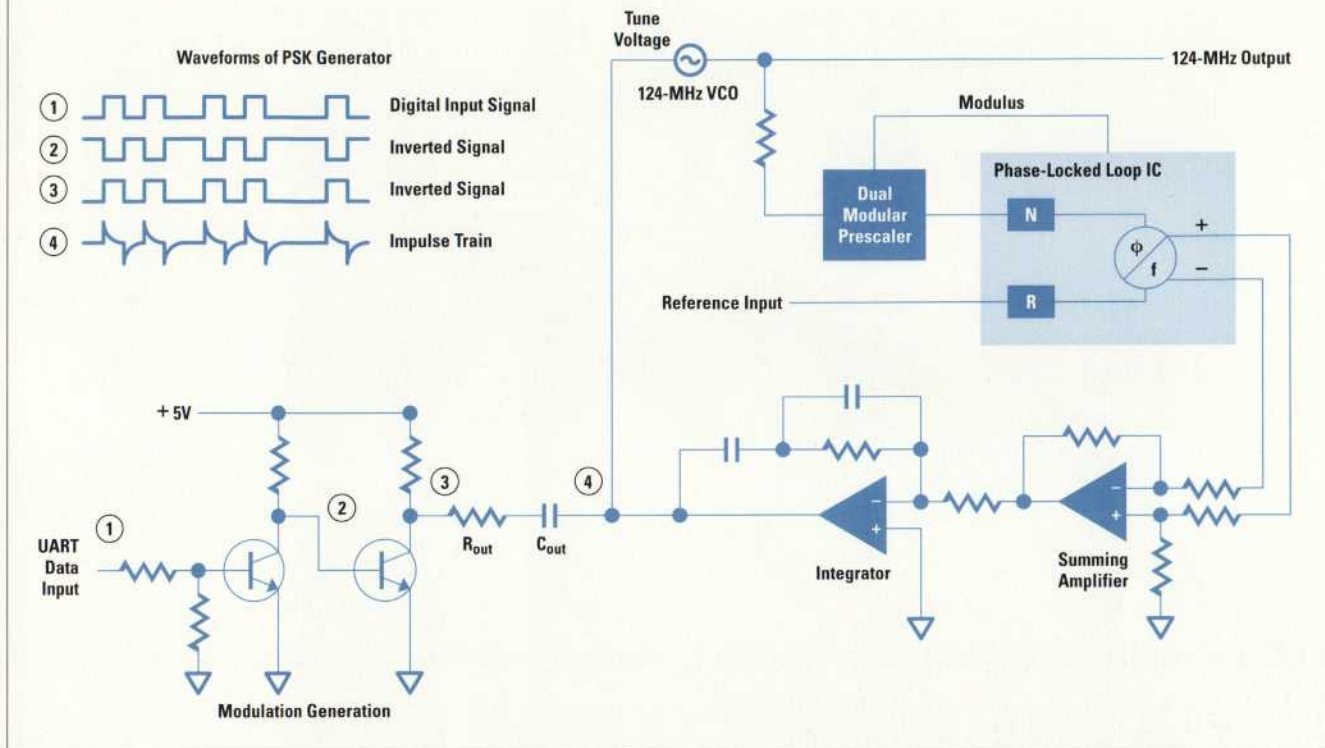 Waveforms of PSK Generator
1
Digital Input Signal
2
Inverted Signal
3
Inverted Signal
4
Impulse Train
Tune
Voltage
124-MHz VCO
124-MHz Output
Modulus
Phase-Locked Loop IC
Dual
Modular
Prescaler
N
ϕ
f
+
−
Reference Input
R
+ 5V
1
2
3
4
UART
Data
Input
Rout
Cout
Modulation Generation
−
+
Integrator
−
+
Summing
Amplifier